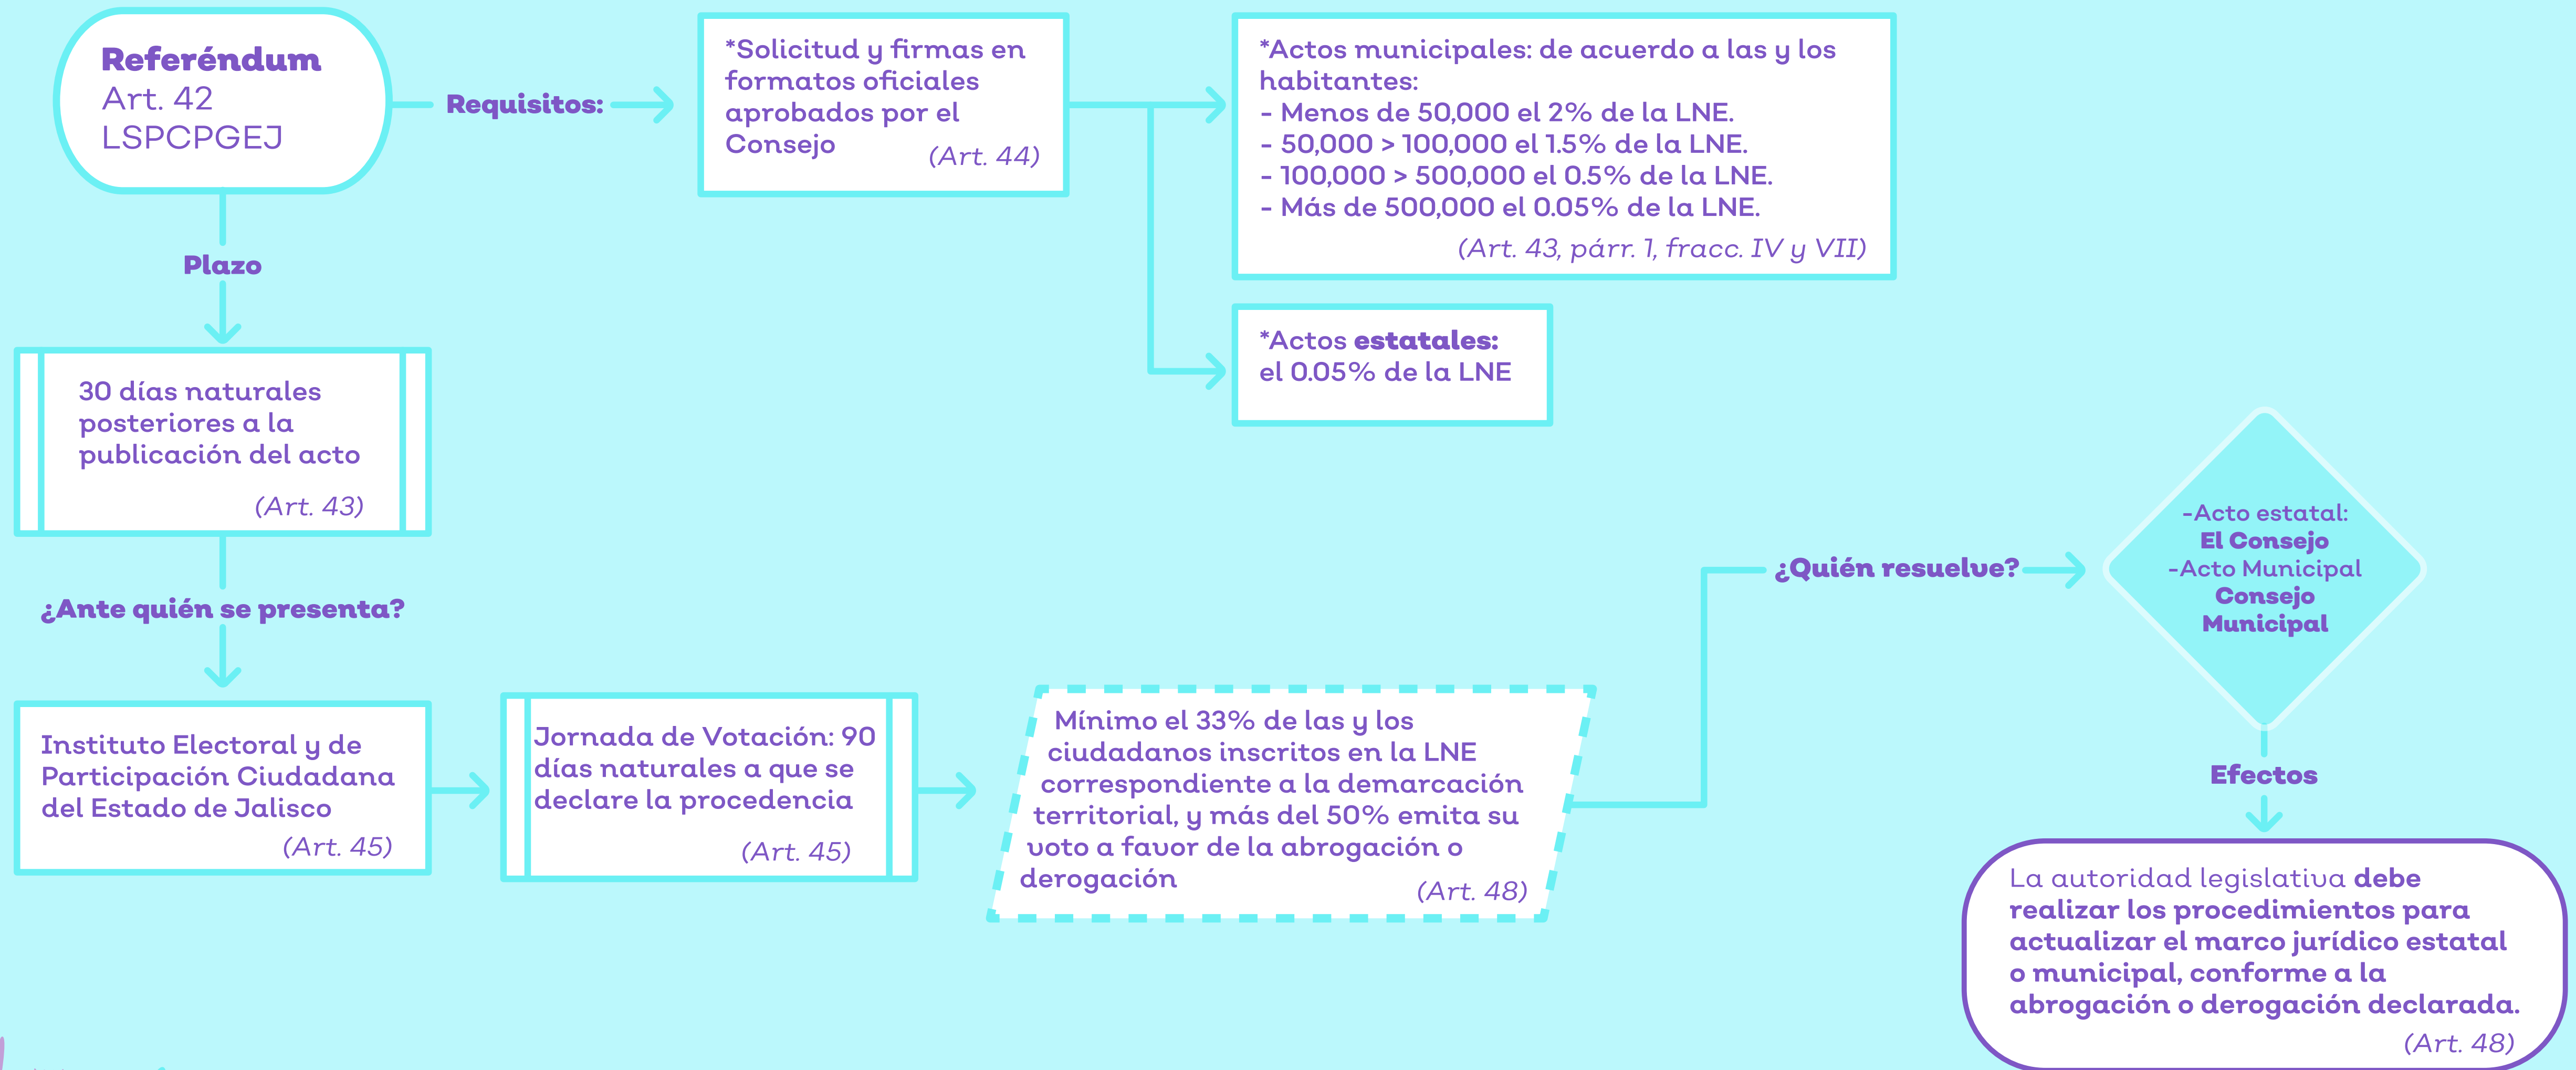 Referéndum
Art. 42
LSPCPGEJ
Requisitos:
*Solicitud y firmas en
formatos oficiales
aprobados por el
Consejo
(Art. 44)
*Actos municipales: de acuerdo a las y los
habitantes:
- Menos de 50,000 el 2% de la LNE.
- 50,000 > 100,000 el 1.5% de la LNE.
- 100,000 > 500,000 el 0.5% de la LNE.
- Más de 500,000 el 0.05% de la LNE.
(Art. 43, párr. 1, fracc. IV y VII)
*Actos estatales:
el 0.05% de la LNE
Plazo
30 días naturales
posteriores a la
publicación del acto
(Art. 43)
¿Ante quién se presenta?
Instituto Electoral y de
Participación Ciudadana
del Estado de Jalisco
(Art. 45)
Jornada de Votación: 90
días naturales a que se
declare la procedencia
(Art. 45)
Mínimo el 33% de las y los
ciudadanos inscritos en la LNE
correspondiente a la demarcación
territorial, y más del 50% emita su
voto a favor de la abrogación o
derogación
(Art. 48)
¿Quién resuelve?
-Acto estatal:
El Consejo
-Acto Municipal
Consejo
Municipal
Efectos
La autoridad legislativa debe
realizar los procedimientos para
actualizar el marco jurídico estatal
o municipal, conforme a la
abrogación o derogación declarada.
(Art. 48)